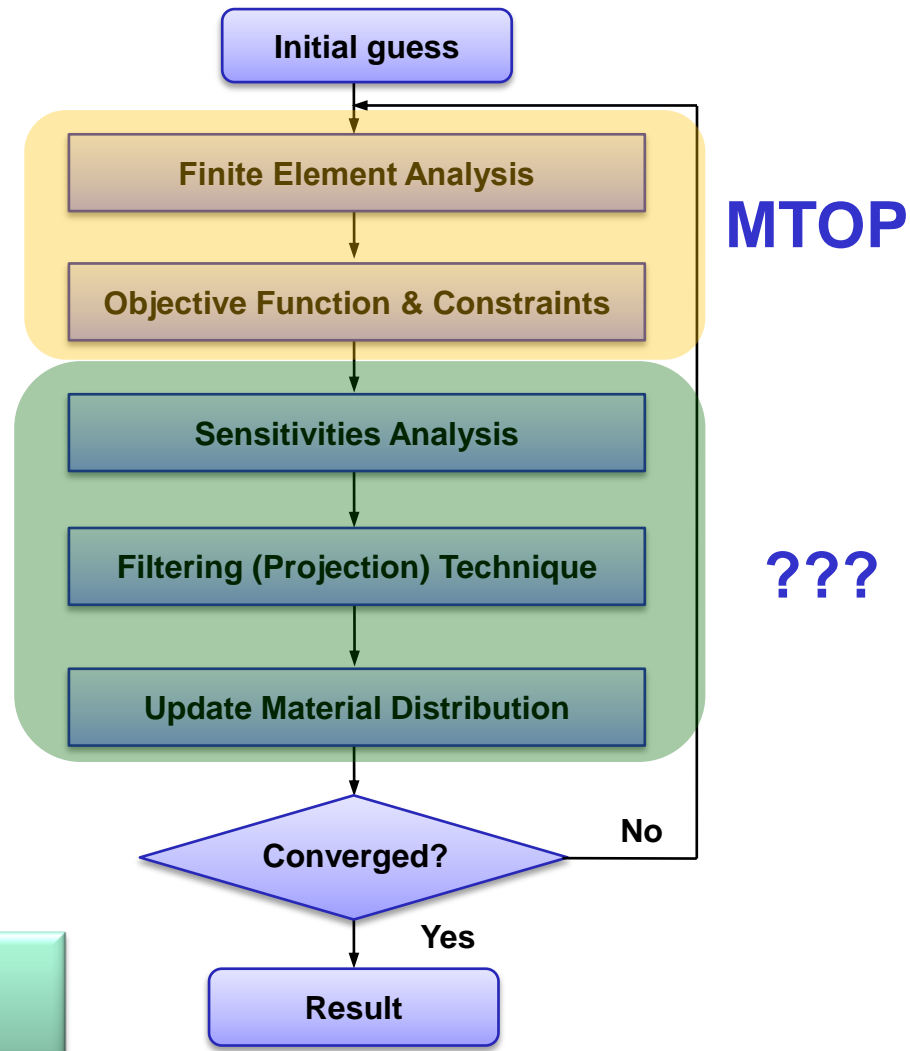 Initial guess
Finite Element Analysis
MTOP
Objective Function & Constraints
Sensitivities Analysis
Filtering (Projection) Technique
???
Update Material Distribution
Converged?
No
Yes
Result